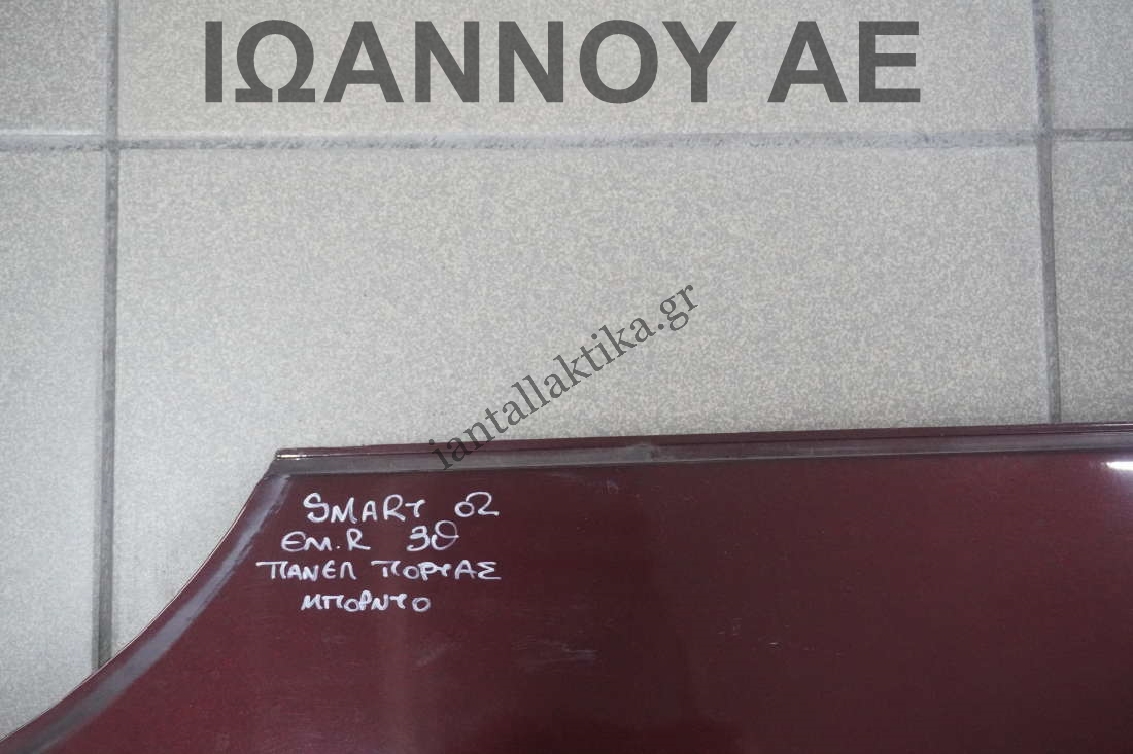 ΙΩΑΝΝΟΥ ΑΕ
iantallaktika.gr
SMART 02
ΕΜ.R 3θ
ΠΑΝΕΛ ΠΟΡΤΑΣ
ΜΠΟΡΝΤΟ